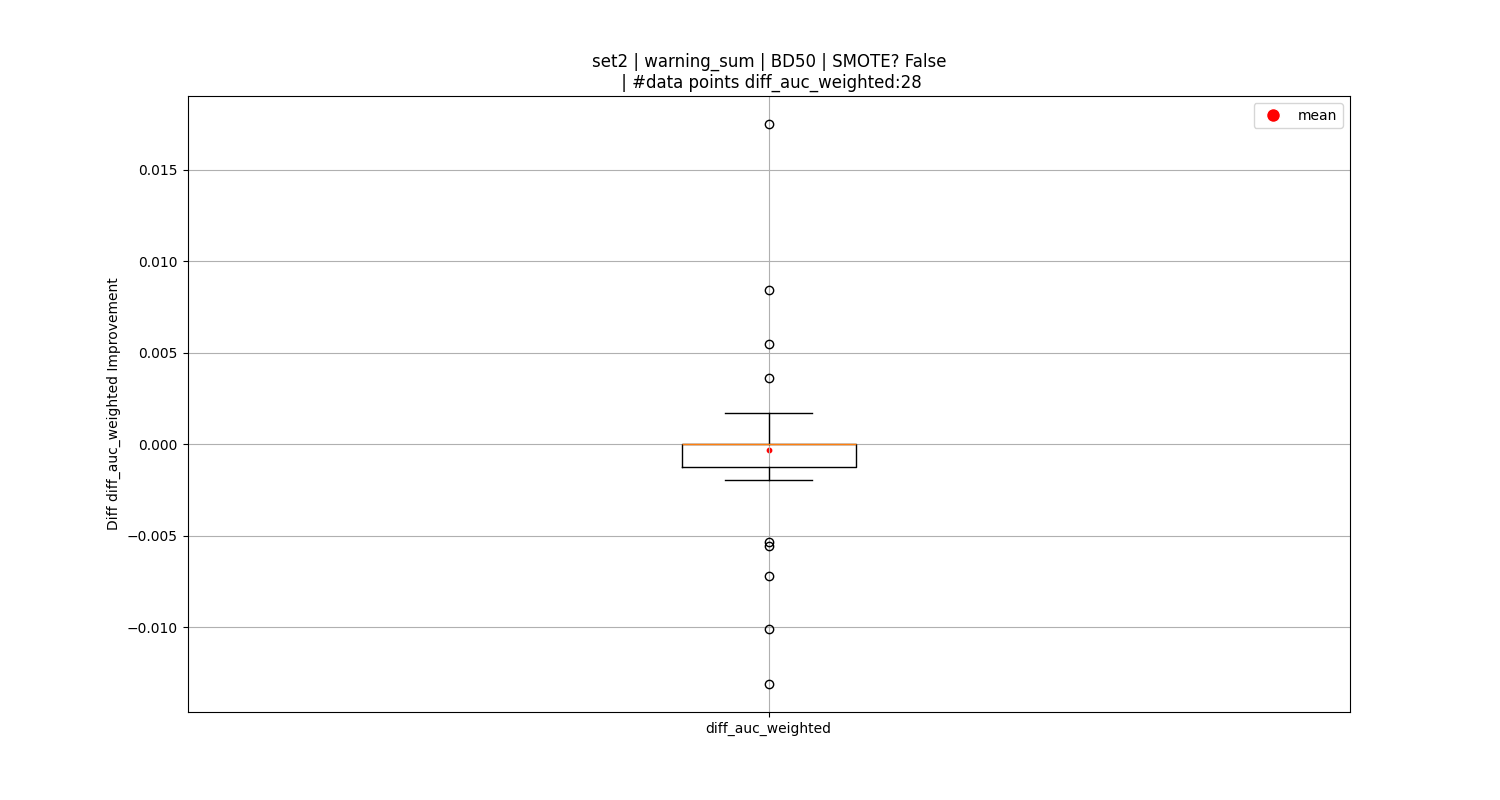 set2 | warning_sum | BD50 | SMOTE? False
| #data points diff_auc_weighted:28
mean
0.015
0.010
0.005
0.000
−0.005
−0.010
Diff diff_auc_weighted Improvement
diff_auc_weighted